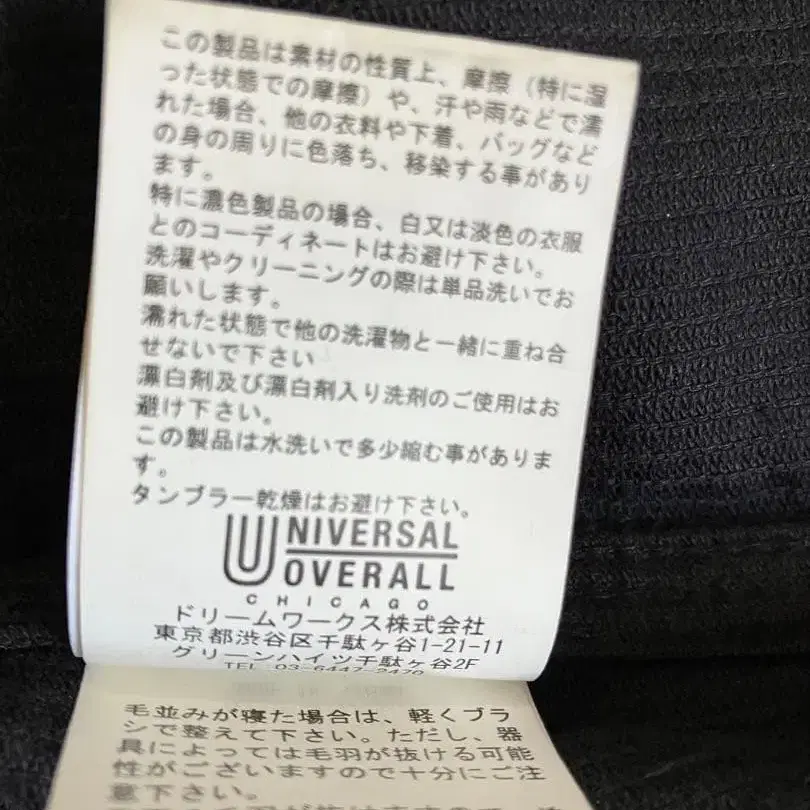 この製品は素材の性質上、摩擦（特に湿
った状態での摩擦）や、汗や雨などで濡
れた場合、他の衣料や下着、バッグなど
の身の周りに色落ち、移染する事があり
ます。
特に濃色製品の場合、白又は淡色の衣服
とのコーディネートはお避け下さい。
洗濯やクリーニングの際は単品洗いでお
願いします。
濡れた状態で他の洗濯物と一緒に重ね合
せないで下さい
漂白剤及び漂白剤入り洗剤のご使用はお
避け下さい。
この製品は水洗いで多少縮む事がありま
す。
タンブラー乾燥はお避け下さい。
UNIVERSAL
OVERALL
CHICAGO
ドリームワークス株式会社
東京都渋谷区千駄ヶ谷1-21-11
グリーンハイツ千駄ヶ谷2F
TEL 03-6447-2420
毛並みが寝た場合は、軽くブラ
シで整えて下さい。ただし、器
具によっては毛羽が抜ける可能
性がございますので十分にご注
意下さい。